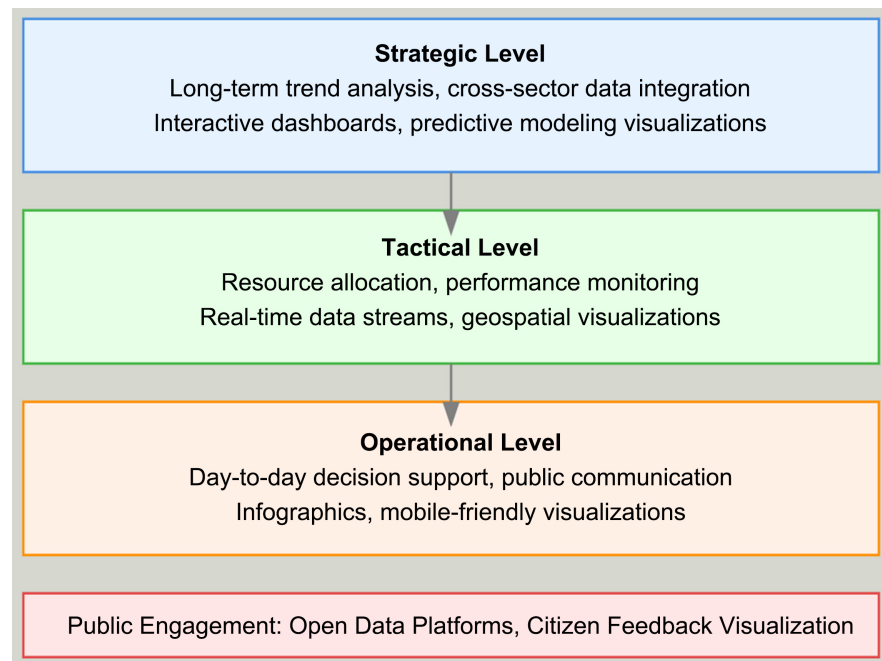 Strategic Level
Long-term trend analysis, cross-sector data integration
Interactive dashboards, predictive modeling visualizations
Tactical Level
Resource allocation, performance monitoring
Real-time data streams, geospatial visualizations
Operational Level
Day-to-day decision support, public communication
Infographics, mobile-friendly visualizations
Public Engagement: Open Data Platforms, Citizen Feedback Visualization